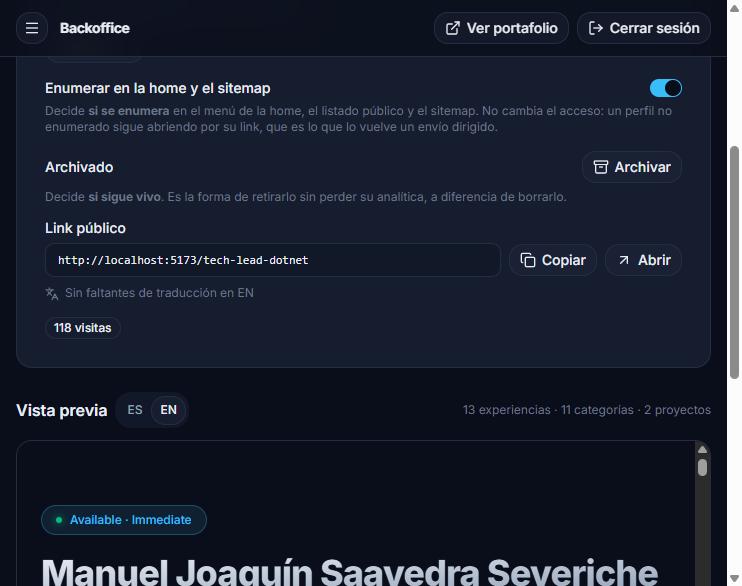 Backoffice
Ver portafolio
Cerrar sesión
Enumerar en la home y el sitemap
Decide si se enumera en el menú de la home, el listado público y el sitemap. No cambia el acceso: un perfil no
enumerado sigue abriendo por su link, que es lo que lo vuelve un envío dirigido.
Archivado
Archivar
Decide si sigue vivo. Es la forma de retirarlo sin perder su analítica, a diferencia de borrarlo.
Link público
http://localhost:5173/tech-lead-dotnet
Copiar
Abrir
Sin faltantes de traducción en EN
118 visitas
Vista previa
ES
EN
13 experiencias · 11 categorías · 2 proyectos
Available · Immediate
Manuel Joaquín Saavedra Severiche